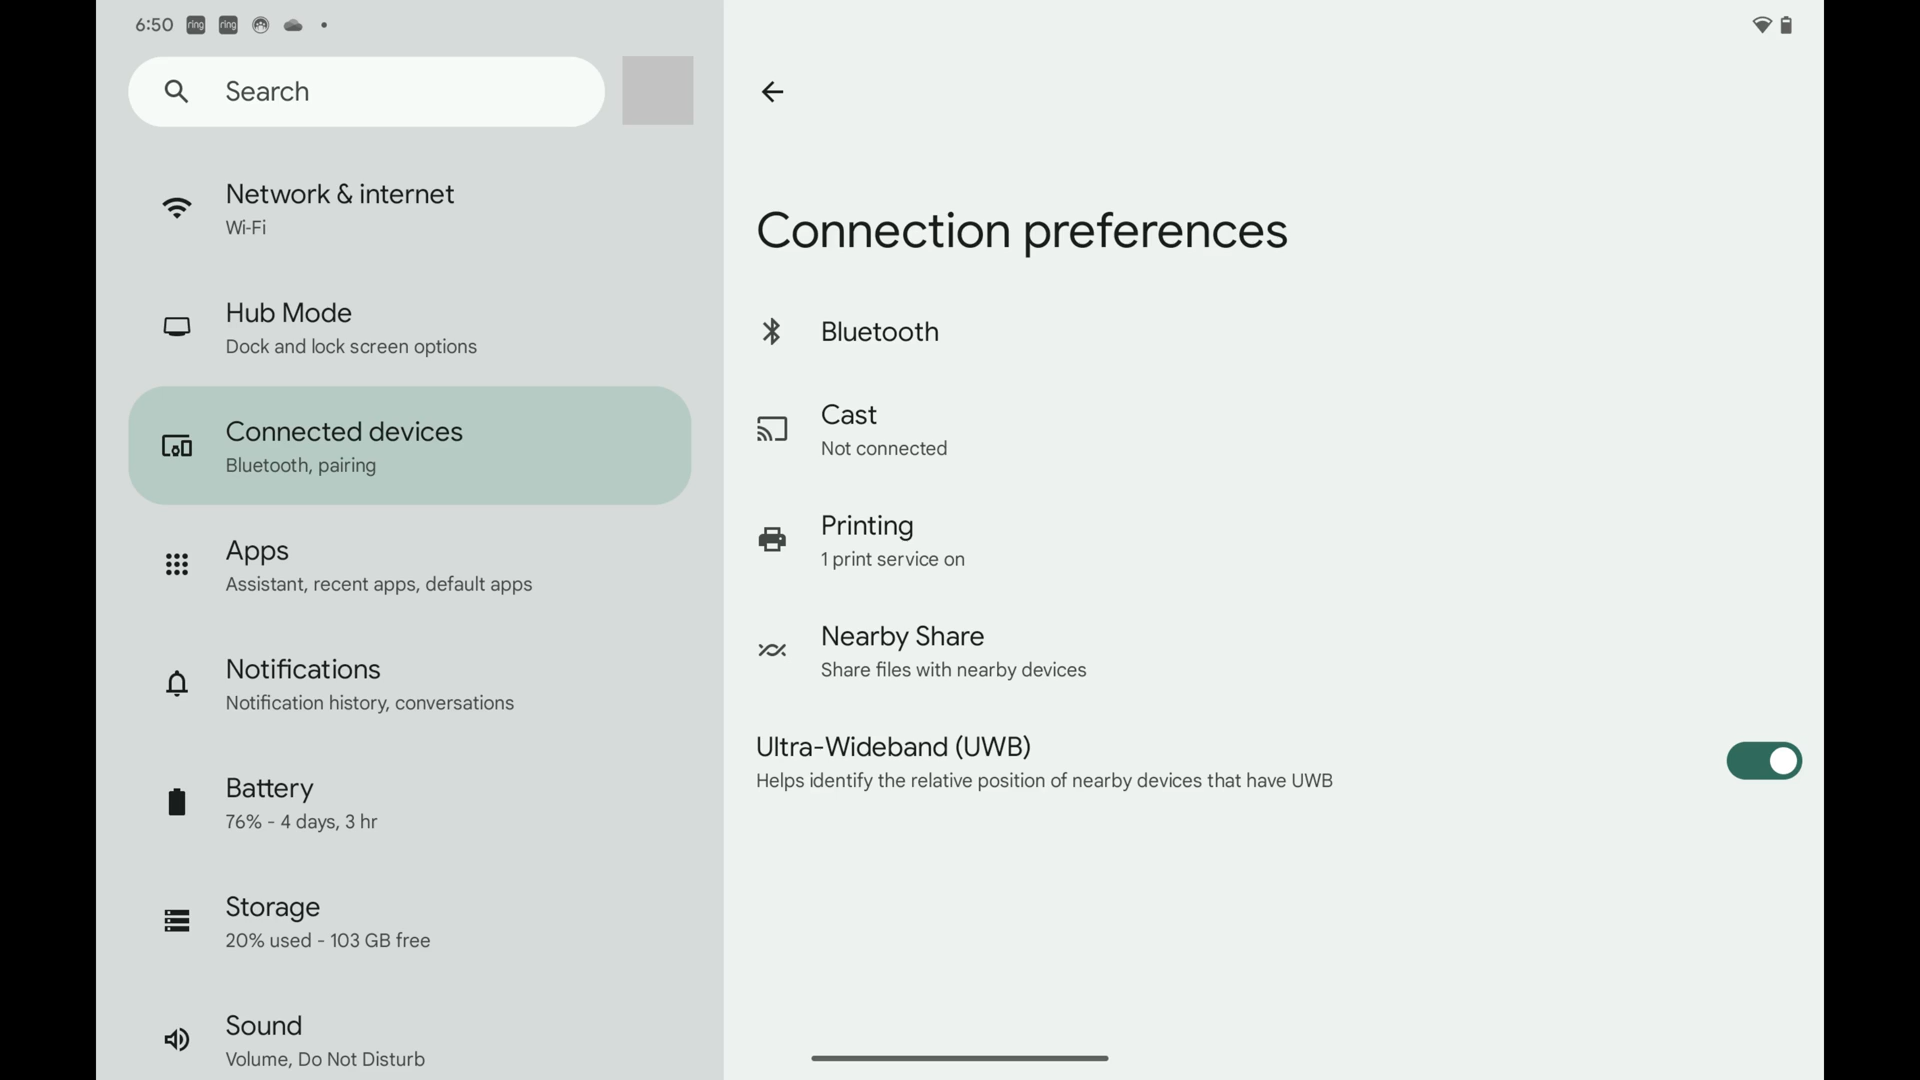 6:50 ring ring
Search
Network & internet
Wi-Fi
Hub Mode
Dock and lock screen options
Connected devices
Bluetooth, pairing
Apps
Assistant, recent apps, default apps
Notifications
Notification history, conversations
Battery
76% - 4 days, 3 hr
Storage
20% used - 103 GB free
Sound
Volume, Do Not Disturb
Connection preferences
Bluetooth
Cast
Not connected
Printing
1 print service on
Nearby Share
Share files with nearby devices
Ultra-Wideband (UWB)
Helps identify the relative position of nearby devices that have UWB